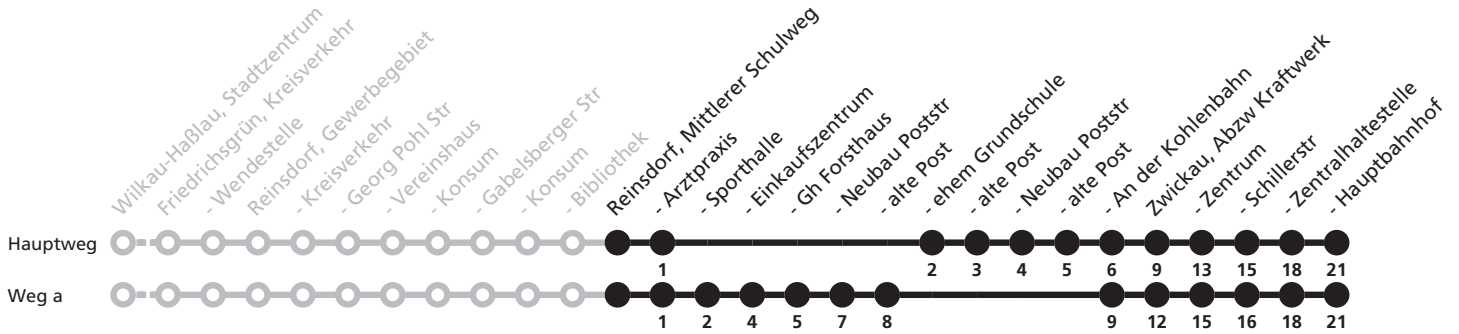 Wilkau-Haßlau, Stadtzentrum
Friedrichsgrün, Kreisverkehr
- Wendestelle
Reinsdorf, Gewerbegebiet
- Kreisverkehr
- Georg Pohl Str
- Vereinshaus
- Konsum
- Gabelsberger Str
- Konsum
- Bibliothek
Reinsdorf, Mittlerer Schulweg
- Arztpraxis
- Sporthalle
- Einkaufszentrum
- Gh Forsthaus
- Neubau Poststr
- alte Post
- ehem Grundschule
- alte Post
- Neubau Poststr
- alte Post
- An der Kohlenbahn
Zwickau, Abzw Kraftwerk
- Zentrum
- Schillerstr
- Zentralhaltestelle
- Hauptbahnhof
Hauptweg
1 2 3 4 5 6 9 13 15 18 21
Weg a
1 2 4 5 7 8 9 12 15 16 18 21